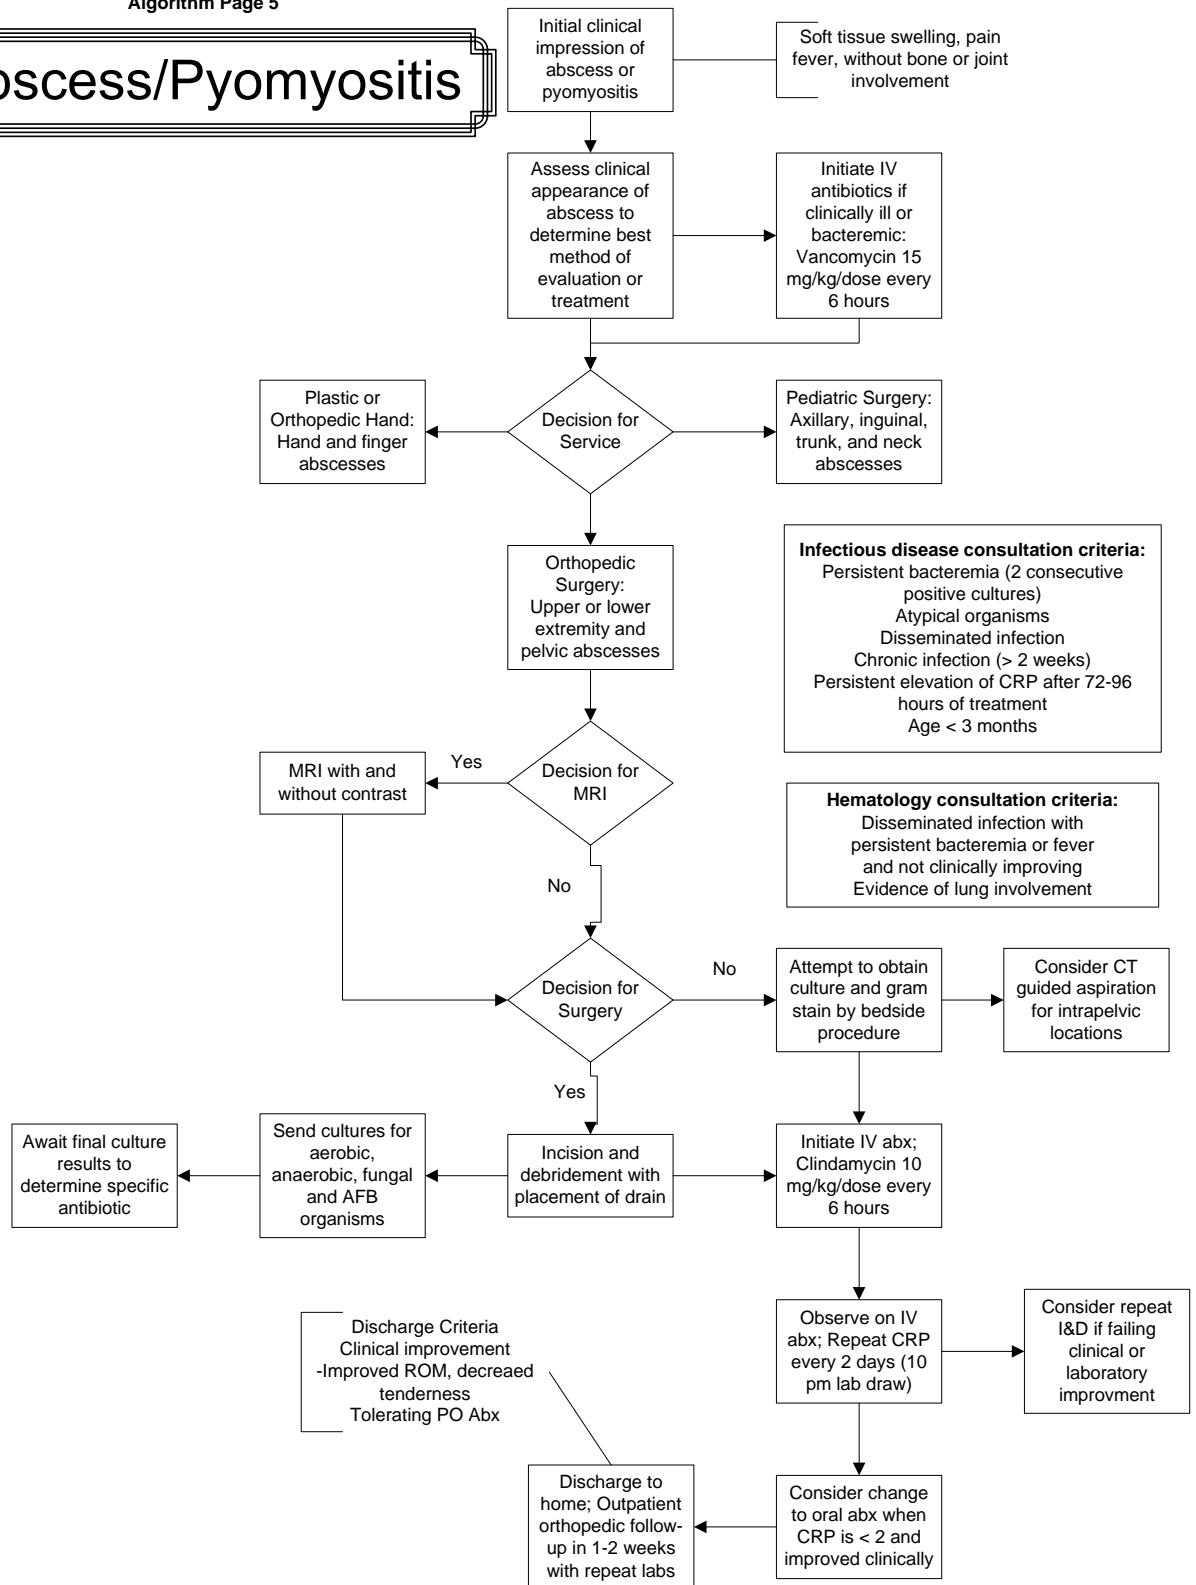 Algorithm Page 5
bscess/Pyomyositis
Initial clinical
impression of
abscess or
pyomyositis
Soft tissue swelling, pain
fever, without bone or joint
involvement
Assess clinical
appearance of
abscess to
determine best
method of
evaluation or
treatment
Initiate IV
antibiotics if
clinically ill or
bacteremic:
Vancomycin 15
mg/kg/dose every
6 hours
Plastic or
Orthopedic Hand:
Hand and finger
abscesses
Decision for
Service
Pediatric Surgery:
Axillary, inguinal,
trunk, and neck
abscesses
Orthopedic
Surgery:
Upper or lower
extremity and
pelvic abscesses
Infectious disease consultation criteria:
Persistent bacteremia (2 consecutive
positive cultures)
Atypical organisms
Disseminated infection
Chronic infection (> 2 weeks)
Persistent elevation of CRP after 72-96
hours of treatment
Age < 3 months
MRI with and
without contrast
Yes
Decision for
MRI
No
Hematology consultation criteria:
Disseminated infection with
persistent bacteremia or fever
and not clinically improving
Evidence of lung involvement
Decision for
Surgery
No
Attempt to obtain
culture and gram
stain by bedside
procedure
Consider CT
guided aspiration
for intrapelvic
locations
Yes
Await final culture
results to
determine specific
antibiotic
Send cultures for
aerobic,
anaerobic, fungal
and AFB
organisms
Incision and
debridement with
placement of drain
Initiate IV abx;
Clindamycin 10
mg/kg/dose every
6 hours
Discharge Criteria
Clinical improvement
-Improved ROM, decreaed
tenderness
Tolerating PO Abx
Observe on IV
abx; Repeat CRP
every 2 days (10
pm lab draw)
Consider repeat
I&D if failing
clinical or
laboratory
improvment
Discharge to
home; Outpatient
orthopedic follow-
up in 1-2 weeks
with repeat labs
Consider change
to oral abx when
CRP is < 2 and
improved clinically